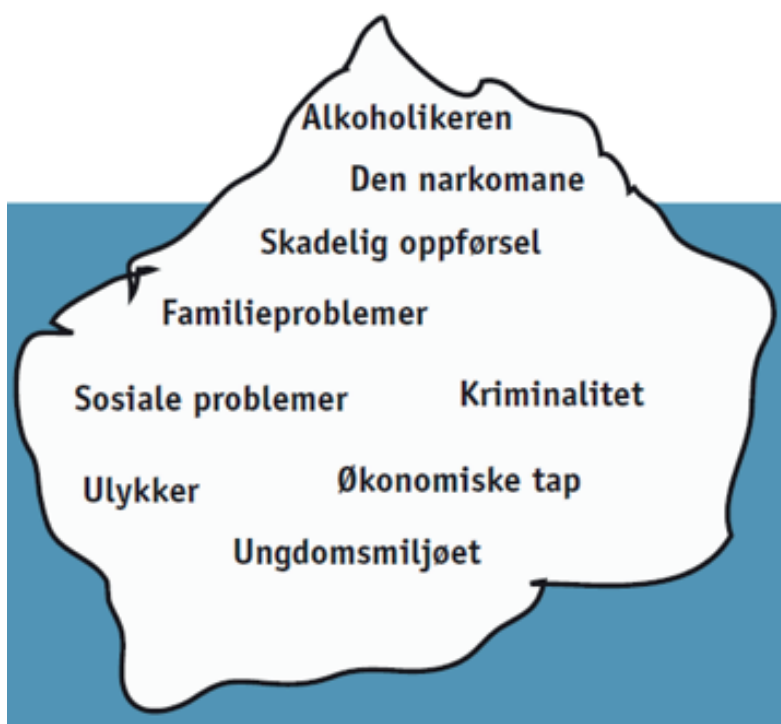 Alkoholikeren
Den narkomane
Skadelig oppførsel
Familieproblemer
Sosiale problemer
Kriminalitet
Ulykker
Økonomiske tap
Ungdomsmiljøet